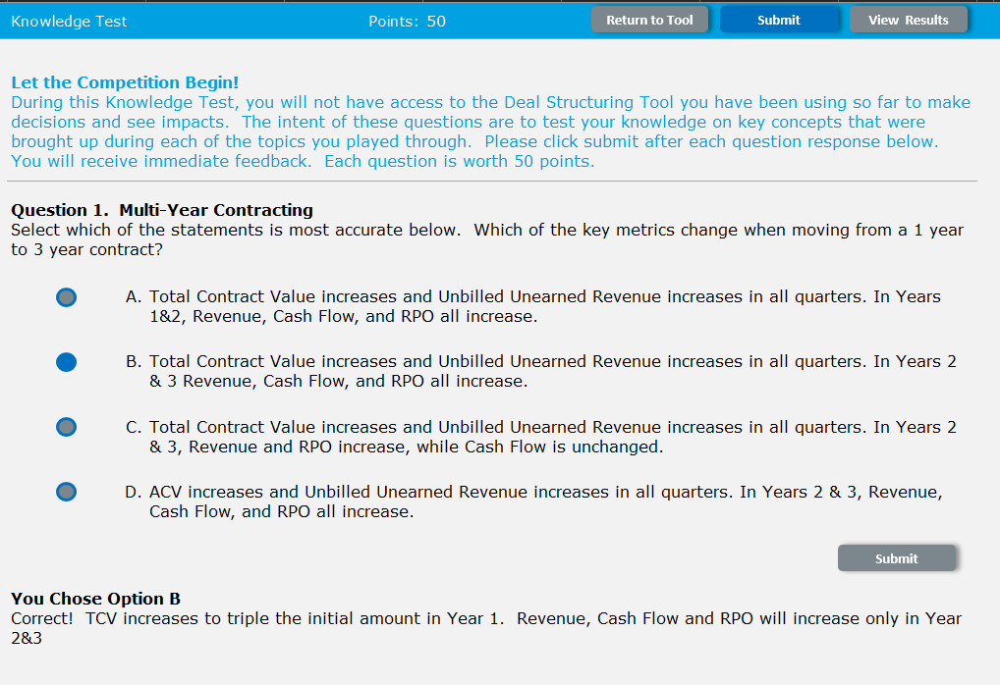 Knowledge Test Points: 50 Return to Tool Submit View Results
Let the Competition Begin!
During this Knowledge Test, you will not have access to the Deal Structuring Tool you have been using so far to make
decisions and see impacts. The intent of these questions are to test your knowledge on key concepts that were
brought up during each of the topics you played through. Please click submit after each question response below.
You will receive immediate feedback. Each question is worth 50 points.
Question 1. Multi-Year Contracting
Select which of the statements is most accurate below. Which of the key metrics change when moving from a 1 year
to 3 year contract?
A. Total Contract Value increases and Unbilled Unearned Revenue increases in all quarters. In Years
1&2, Revenue, Cash Flow, and RPO all increase.
B. Total Contract Value increases and Unbilled Unearned Revenue increases in all quarters. In Years 2
& 3 Revenue, Cash Flow, and RPO all increase.
C. Total Contract Value increases and Unbilled Unearned Revenue increases in all quarters. In Years 2
& 3, Revenue and RPO increase, while Cash Flow is unchanged.
D. ACV increases and Unbilled Unearned Revenue increases in all quarters. In Years 2 & 3, Revenue,
Cash Flow, and RPO all increase.
Submit
You Chose Option B
Correct! TCV increases to triple the initial amount in Year 1. Revenue, Cash Flow and RPO will increase only in Year
2&3